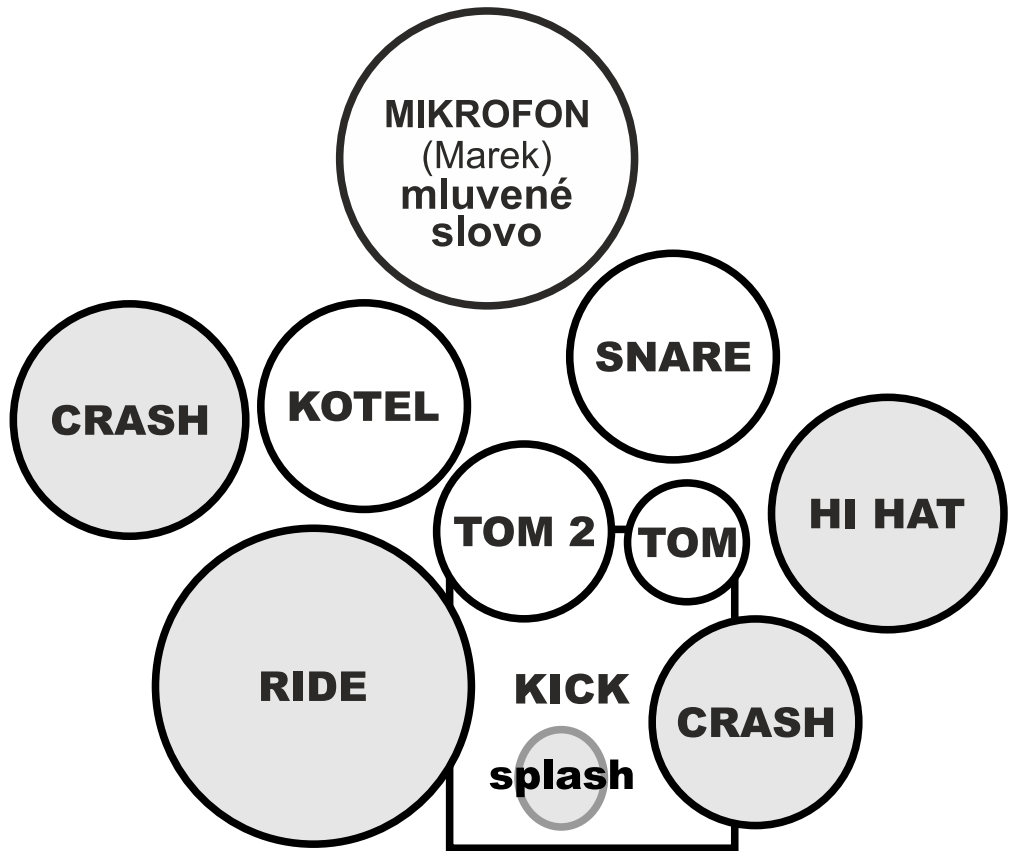 MIKROFON
(Marek)
mluvené
slovo
SNARE
CRASH
KOTEL
HI HAT
TOM 2
TOM
RIDE
KICK
CRASH
splash